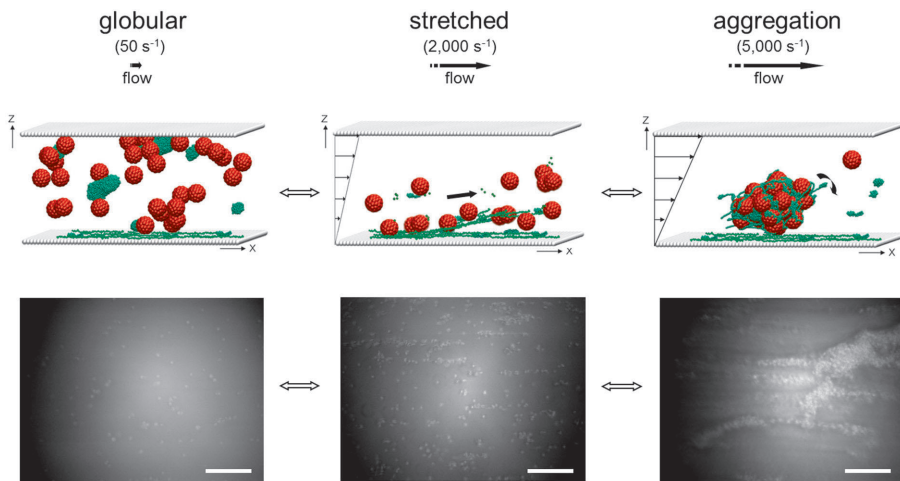 globular
(50 s⁻¹)
flow
stretched
(2,000 s⁻¹)
flow
aggregation
(5,000 s⁻¹)
flow
Z
X
Z
X
Z
X